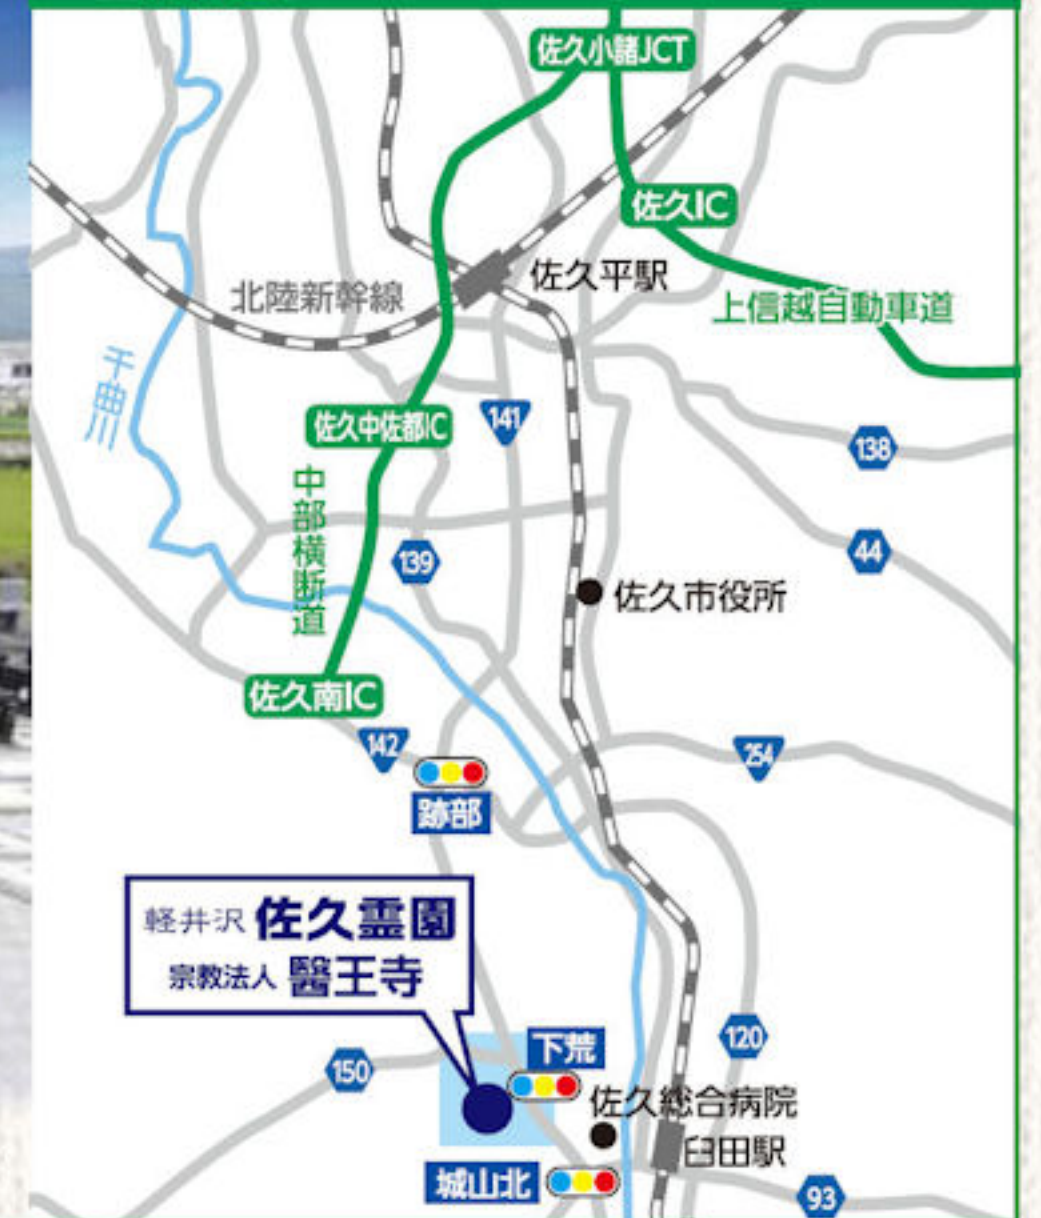 佐久小諸JCT
佐久IC
佐久平駅
北陸新幹線
上信越自動車道
千曲川
佐久中佐都IC
141
138
中部横断道
139
44
佐久市役所
佐久南IC
142
254
跡部
軽井沢 佐久霊園
宗教法人 醫王寺
下荒
120
150
佐久総合病院
臼田駅
城山北
93